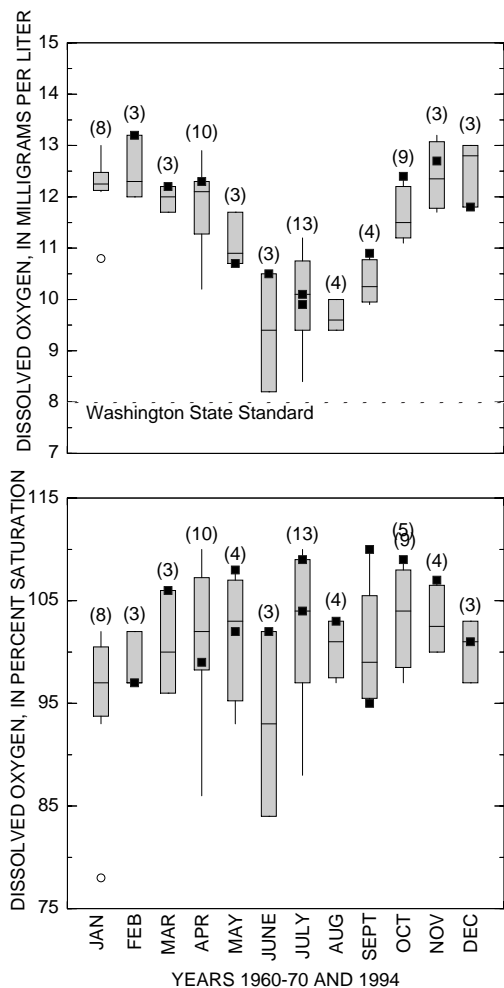 DISSOLVED OXYGEN, IN MILLIGRAMS PER LITER
15
14
13
12
11
10
9
8
7
(8)
(3)
(3)
(10)
(3)
(3)
(13)
(4)
(4)
(9)
(3)
(3)
Washington State Standard
DISSOLVED OXYGEN, IN PERCENT SATURATION
115
105
95
85
75
(8)
(3)
(3)
(10)
(4)
(3)
(13)
(4)
(5)
(9)
(4)
(3)
JAN
FEB
MAR
APR
MAY
JUNE
JULY
AUG
SEPT
OCT
NOV
DEC
YEARS 1960-70 AND 1994